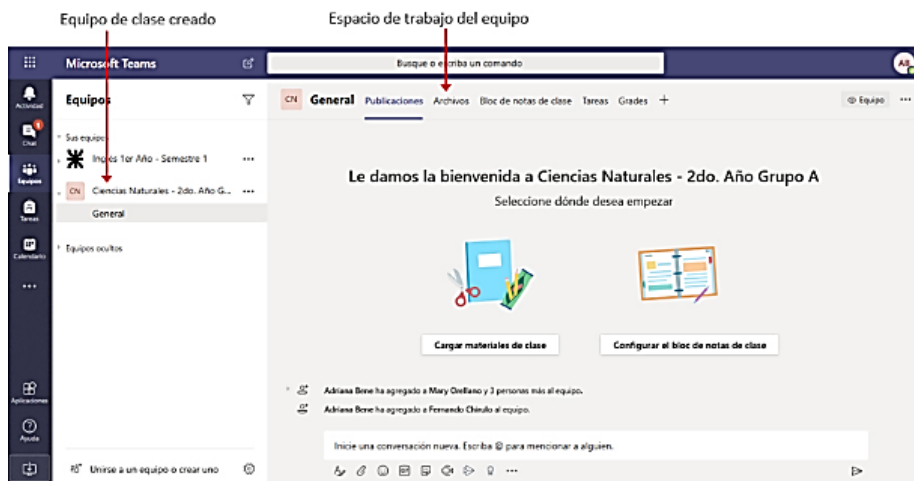 Equipo de clase creado
Espacio de trabajo del equipo
Microsoft Teams
Busque o escriba un comando
AB
Actividad
Chat
1
Equipos
Tareas
Calendario
Aplicaciones
Ayuda
Equipos
Sus equipos
Inglés 1er Año - Semestre 1
CN Ciencias Naturales - 2do. Año G...
General
Equipos ocultos
Unirse a un equipo o crear uno
CN General Publicaciones Archivos Bloc de notas de clase Tareas Grades +
Equipo
Le damos la bienvenida a Ciencias Naturales - 2do. Año Grupo A
Seleccione dónde desea empezar
Cargar materiales de clase
Configurar el bloc de notas de clase
Adriana Bene ha agregado a Mary Orellano y 3 personas más al equipo.
Adriana Bene ha agregado a Fernando Chirulo al equipo.
Inicie una conversación nueva. Escriba @ para mencionar a alguien.
GIF